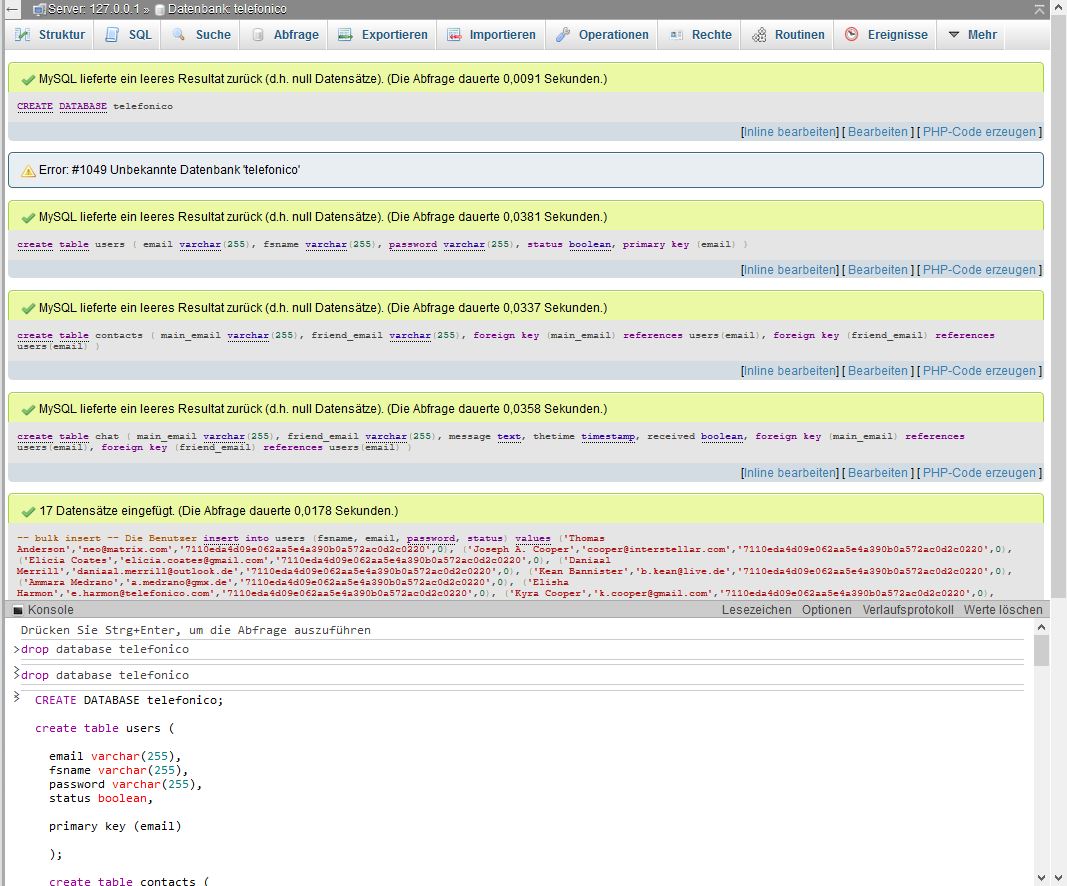 Server: 127.0.0.1 » Datenbank: telefonico
Struktur SQL Suche Abfrage Exportieren Importieren Operationen Rechte Routinen Ereignisse Mehr
MySQL lieferte ein leeres Resultat zurück (d.h. null Datensätze). (Die Abfrage dauerte 0,0091 Sekunden.)
CREATE DATABASE telefonico
[Inline bearbeiten] [ Bearbeiten ] [ PHP-Code erzeugen ]
Error: #1049 Unbekannte Datenbank 'telefonico'
MySQL lieferte ein leeres Resultat zurück (d.h. null Datensätze). (Die Abfrage dauerte 0,0381 Sekunden.)
create table users ( email varchar(255), fsname varchar(255), password varchar(255), status boolean, primary key (email) )
[Inline bearbeiten] [ Bearbeiten ] [ PHP-Code erzeugen ]
MySQL lieferte ein leeres Resultat zurück (d.h. null Datensätze). (Die Abfrage dauerte 0,0337 Sekunden.)
create table contacts ( main_email varchar(255), friend_email varchar(255), foreign key (main_email) references users(email), foreign key (friend_email) references
users(email) )
[Inline bearbeiten] [ Bearbeiten ] [ PHP-Code erzeugen ]
MySQL lieferte ein leeres Resultat zurück (d.h. null Datensätze). (Die Abfrage dauerte 0,0358 Sekunden.)
create table chat ( main_email varchar(255), friend_email varchar(255), message text, thetime timestamp, received boolean, foreign key (main_email) references
users(email), foreign key (friend_email) references users(email) )
[Inline bearbeiten] [ Bearbeiten ] [ PHP-Code erzeugen ]
17 Datensätze eingefügt. (Die Abfrage dauerte 0,0178 Sekunden.)
-- bulk insert -- Die Benutzer insert into users (fsname, email, password, status) values ('Thomas
Anderson','neo@matrix.com','7110eda4d09e062aa5e4a390b0a572ac0d2c0220',0), ('Joseph A. Cooper','cooper@interstellar.com','7110eda4d09e062aa5e4a390b0a572ac0d2c0220',0),
('Elicia Coates','elicia.coates@gmail.com','7110eda4d09e062aa5e4a390b0a572ac0d2c0220',0), ('Daniaal
Merrill','daniaal.merrill@outlook.de','7110eda4d09e062aa5e4a390b0a572ac0d2c0220',0), ('Kean Bannister','b.kean@live.de','7110eda4d09e062aa5e4a390b0a572ac0d2c0220',0),
('Ammara Medrano','a.medrano@gmx.de','7110eda4d09e062aa5e4a390b0a572ac0d2c0220',0), ('Elisha
Harmon','e.harmon@telefonico.com','7110eda4d09e062aa5e4a390b0a572ac0d2c0220',0), ('Kyra Cooper','k.cooper@gmail.com','7110eda4d09e062aa5e4a390b0a572ac0d2c0220',0),
Konsole Lesezeichen Optionen Verlaufsprotokoll Werte löschen
Drücken Sie Strg+Enter, um die Abfrage auszuführen
>drop database telefonico
>drop database telefonico
> CREATE DATABASE telefonico;
create table users (
email varchar(255),
fsname varchar(255),
password varchar(255),
status boolean,
primary key (email)
);
create table contacts (